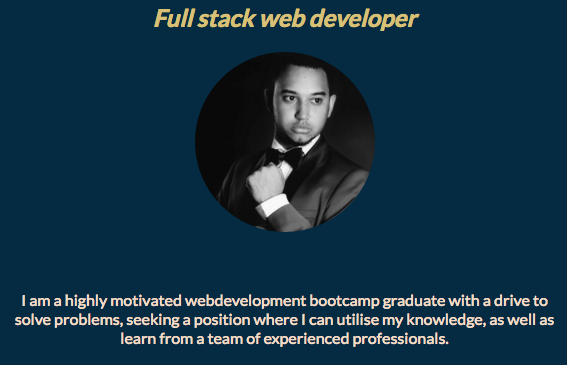 Full stack web developer
I am a highly motivated webdevelopment bootcamp graduate with a drive to
solve problems, seeking a position where I can utilise my knowledge, as well as
learn from a team of experienced professionals.